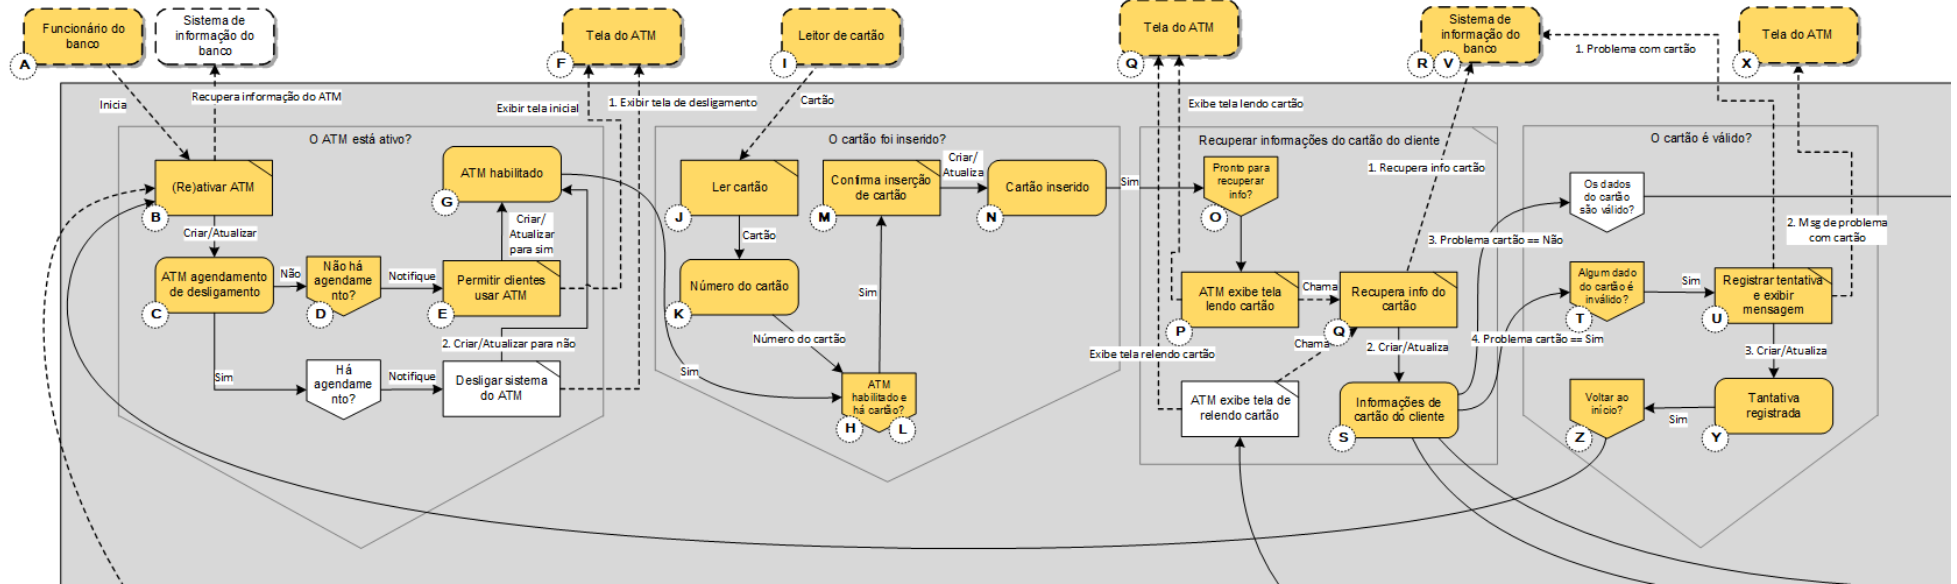 Funcionário do
banco
A
Sistema de
informação do
banco
Tela do ATM
F
Leitor de cartão
I
Tela do ATM
Q
Sistema de
informação do
banco
R
V
Tela do ATM
X
1. Problema com cartão
Inicia
Recupera informação do ATM
Exibir tela inicial
1. Exibir tela de desligamento
Cartão
Exibe tela lendo cartão
O ATM está ativo?
(Re)ativar ATM
B
Criar/Atualizar
ATM agendamento
de desligamento
C
Não
Não há
agendame
nto?
D
Notifique
Permitir clientes
usar ATM
E
Criar/
Atualizar
para sim
ATM habilitado
G
2. Criar/Atualizar para não
Sim
Há
agendame
nto?
Notifique
Desligar sistema
do ATM
O cartão foi inserido?
Ler cartão
J
Cartão
Número do cartão
K
Número do cartão
Sim
ATM
habilitado e
há cartão?
H
L
Sim
Confirma inserção
de cartão
M
Criar/
Atualiza
Cartão inserido
N
Sim
Recuperar informações do cartão do cliente
Pronto para
recuperar
info?
O
1. Recupera info cartão
ATM exibe tela
lendo cartão
P
Chama
Recupera info do
cartão
Q
Exibe tela relendo cartão
Chama
2. Criar/Atualiza
ATM exibe tela de
relendo cartão
Informações de
cartão do cliente
S
3. Problema cartão == Não
4. Problema cartão == Sim
O cartão é válido?
Os dados
do cartão
são válido?
2. Msg de problema
com cartão
Algum dado
do cartão é
inválido?
T
Sim
Registrar tentativa
e exibir
mensagem
U
3. Criar/Atualiza
Voltar ao
início?
Z
Sim
Tantativa
registrada
Y